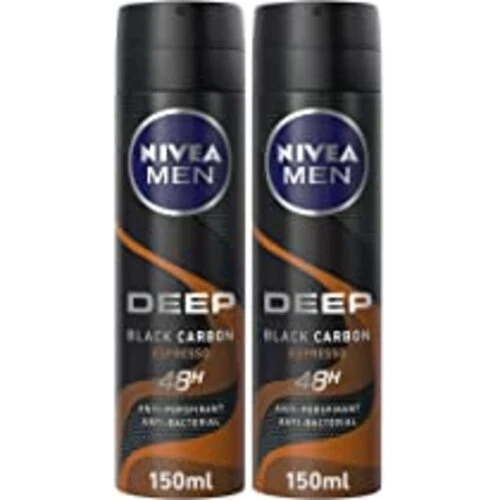 NIVEA
MEN
DEEP
BLACK CARBON
ESPRESSO
48H
ANTI-PERSPIRANT
ANTI-BACTERIAL
150ml
NIVEA
MEN
DEEP
BLACK CARBON
ESPRESSO
48H
ANTI-PERSPIRANT
ANTI-BACTERIAL
150ml